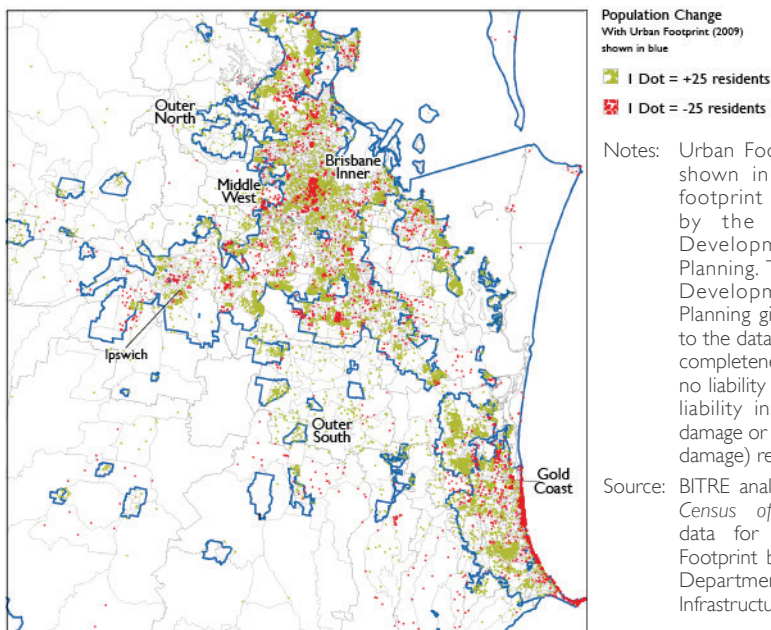 Population Change
With Urban Footprint (2009)
shown in blue
1 Dot = +25 residents
1 Dot = -25 residents
Outer
North
Brisbane
Inner
Middle
West
Ipswich
Outer
South
Gold
Coast
Notes: Urban Foo
shown in
footprint
by the
Developm
Planning. T
Developm
Planning gi
to the data
completene
no liability
liability in
damage or
damage) re
Source: BITRE anal
Census of
data for
Footprint b
Departmen
Infrastructu